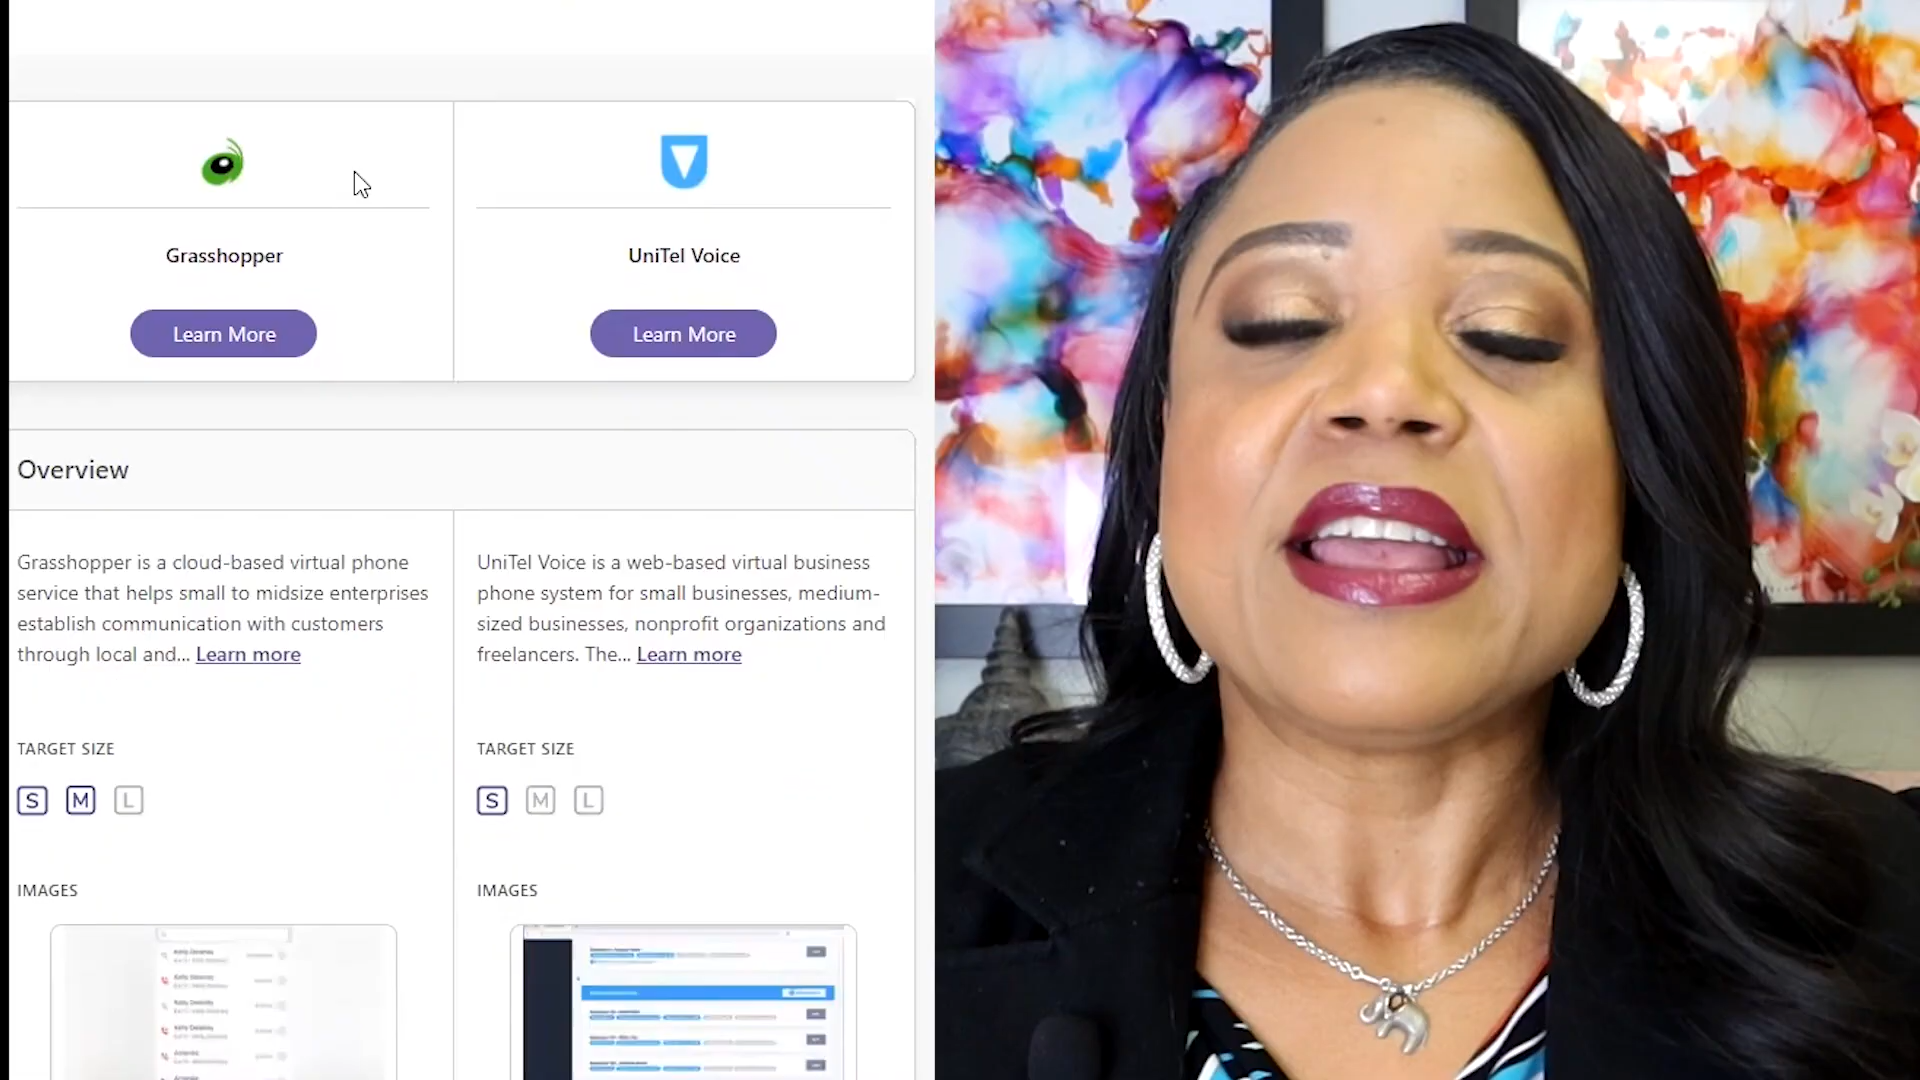 Grasshopper
UniTel Voice
Learn More
Learn More
Overview
Grasshopper is a cloud-based virtual phone
service that helps small to midsize enterprises
establish communication with customers
through local and... Learn more
UniTel Voice is a web-based virtual business
phone system for small businesses, medium-
sized businesses, nonprofit organizations and
freelancers. The... Learn more
TARGET SIZE
S M L
TARGET SIZE
S M L
IMAGES
IMAGES